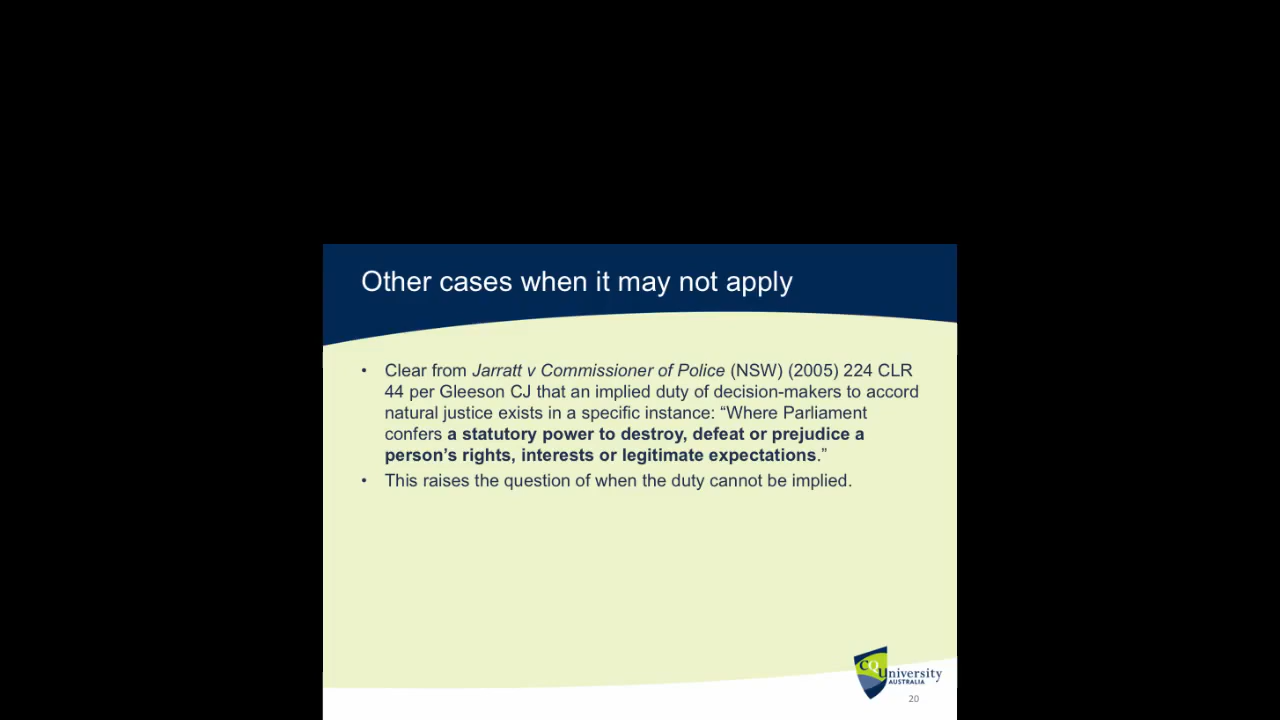 Other cases when it may not apply
• Clear from Jarratt v Commissioner of Police (NSW) (2005) 224 CLR
44 per Gleeson CJ that an implied duty of decision-makers to accord
natural justice exists in a specific instance: “Where Parliament
confers a statutory power to destroy, defeat or prejudice a
person’s rights, interests or legitimate expectations.”
• This raises the question of when the duty cannot be implied.
CQUniversity
AUSTRALIA
20